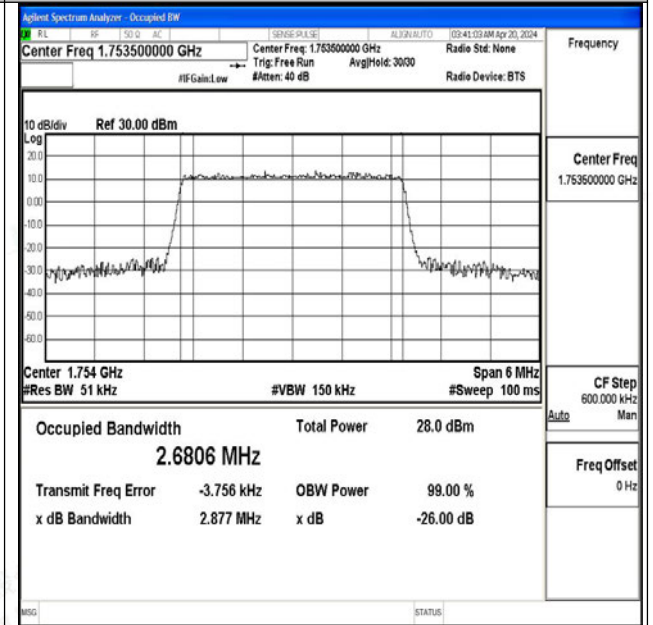 Agilent Spectrum Analyzer - Occupied BW
RL RF 50 Ω AC SENSE:PULSE ALIGN AUTO 03:41:03 AM Apr 20, 2024
Center Freq 1.753500000 GHz
Center Freq: 1.753500000 GHz
Radio Std: None
Frequency
Trig: Free Run Avg|Hold: 30/30
#IFGain:Low #Atten: 40 dB Radio Device: BTS
10 dB/div Ref 30.00 dBm
Log
20.0
10.0
0.00
-10.0
-20.0
-30.0
-40.0
-50.0
-60.0
Center 1.754 GHz Span 6 MHz
#Res BW 51 kHz #VBW 150 kHz #Sweep 100 ms
Occupied Bandwidth Total Power 28.0 dBm
2.6806 MHz
Transmit Freq Error -3.756 kHz OBW Power 99.00 %
x dB Bandwidth 2.877 MHz x dB -26.00 dB
Center Freq
1.753500000 GHz
CF Step
600.000 kHz
Auto Man
Freq Offset
0 Hz
MSG STATUS